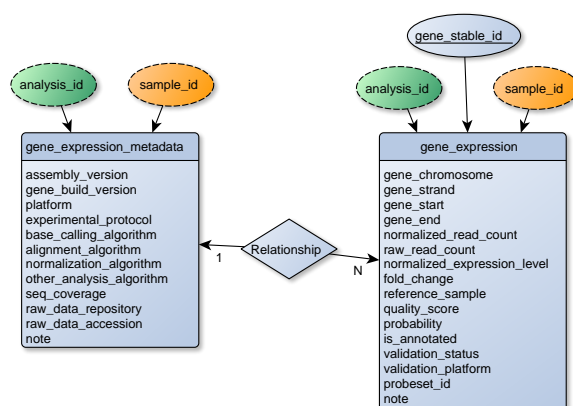 gene_stable_id
analysis_id
sample_id
analysis_id
sample_id
gene_expression_metadata
assembly_version
gene_build_version
platform
experimental_protocol
base_calling_algorithm
alignment_algorithm
normalization_algorithm
other_analysis_algorithm
seq_coverage
raw_data_repository
raw_data_accession
note
1
Relationship
N
gene_expression
gene_chromosome
gene_strand
gene_start
gene_end
normalized_read_count
raw_read_count
normalized_expression_level
fold_change
reference_sample
quality_score
probability
is_annotated
validation_status
validation_platform
probeset_id
note